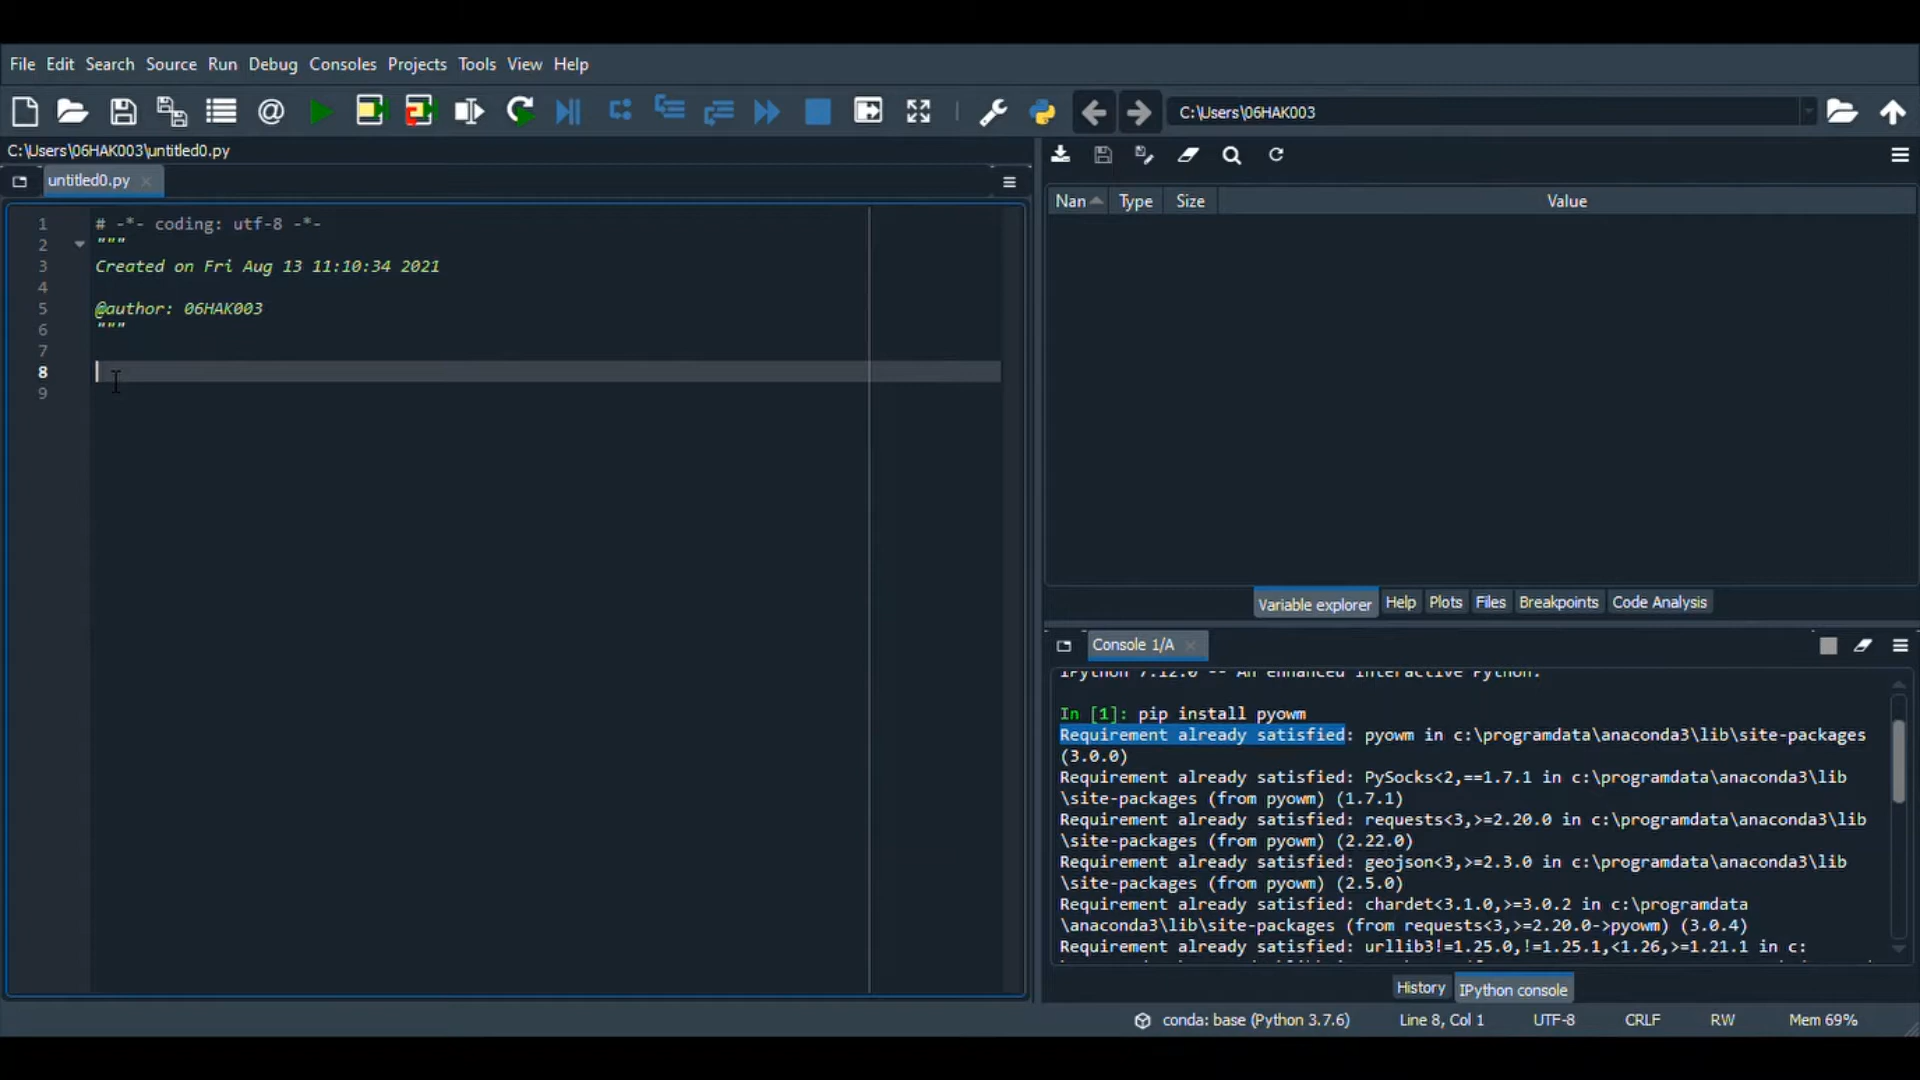 File Edit Search Source Run Debug Consoles Projects Tools View Help
C:\Users\06HAK003
C:\Users\06HAK003\untitled0.py
untitled0.py
1 # -*- coding: utf-8 -*-
2 """
3 Created on Fri Aug 13 11:10:34 2021
4
5 @author: 06HAK003
6 """
7
8
9
Nan Type Size Value
Variable explorer Help Plots Files Breakpoints Code Analysis
Console 1/A
IPython 7.12.0 -- An enhanced Interactive Python.
In [1]: pip install pyowm
Requirement already satisfied: pyowm in c:\programdata\anaconda3\lib\site-packages
(3.0.0)
Requirement already satisfied: PySocks<2,==1.7.1 in c:\programdata\anaconda3\lib
\site-packages (from pyowm) (1.7.1)
Requirement already satisfied: requests<3,>=2.20.0 in c:\programdata\anaconda3\lib
\site-packages (from pyowm) (2.22.0)
Requirement already satisfied: geojson<3,>=2.3.0 in c:\programdata\anaconda3\lib
\site-packages (from pyowm) (2.5.0)
Requirement already satisfied: chardet<3.1.0,>=3.0.2 in c:\programdata
\anaconda3\lib\site-packages (from requests<3,>=2.20.0->pyowm) (3.0.4)
Requirement already satisfied: urllib3!=1.25.0,!=1.25.1,<1.26,>=1.21.1 in c:
History IPython console
conda: base (Python 3.7.6) Line 8, Col 1 UTF-8 CRLF RW Mem 69%